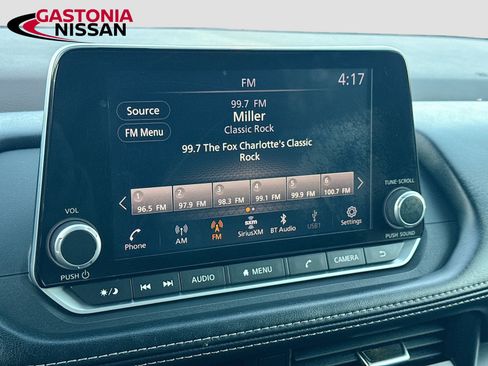 GASTONIA
NISSAN
FM
4:17
Source
99.7 FM
Miller
FM Menu
Classic Rock
99.7 The Fox Charlotte's Classic
Rock
1 2 3 4 5 6
96.5 FM 97.9 FM 98.3 FM 99.1 FM 99.9 FM 100.7 FM
VOL
TUNE·SCROLL
Phone AM FM SiriusXM BT Audio USB1 Settings
PUSH
PUSH SOUND
AUDIO MENU CAMERA